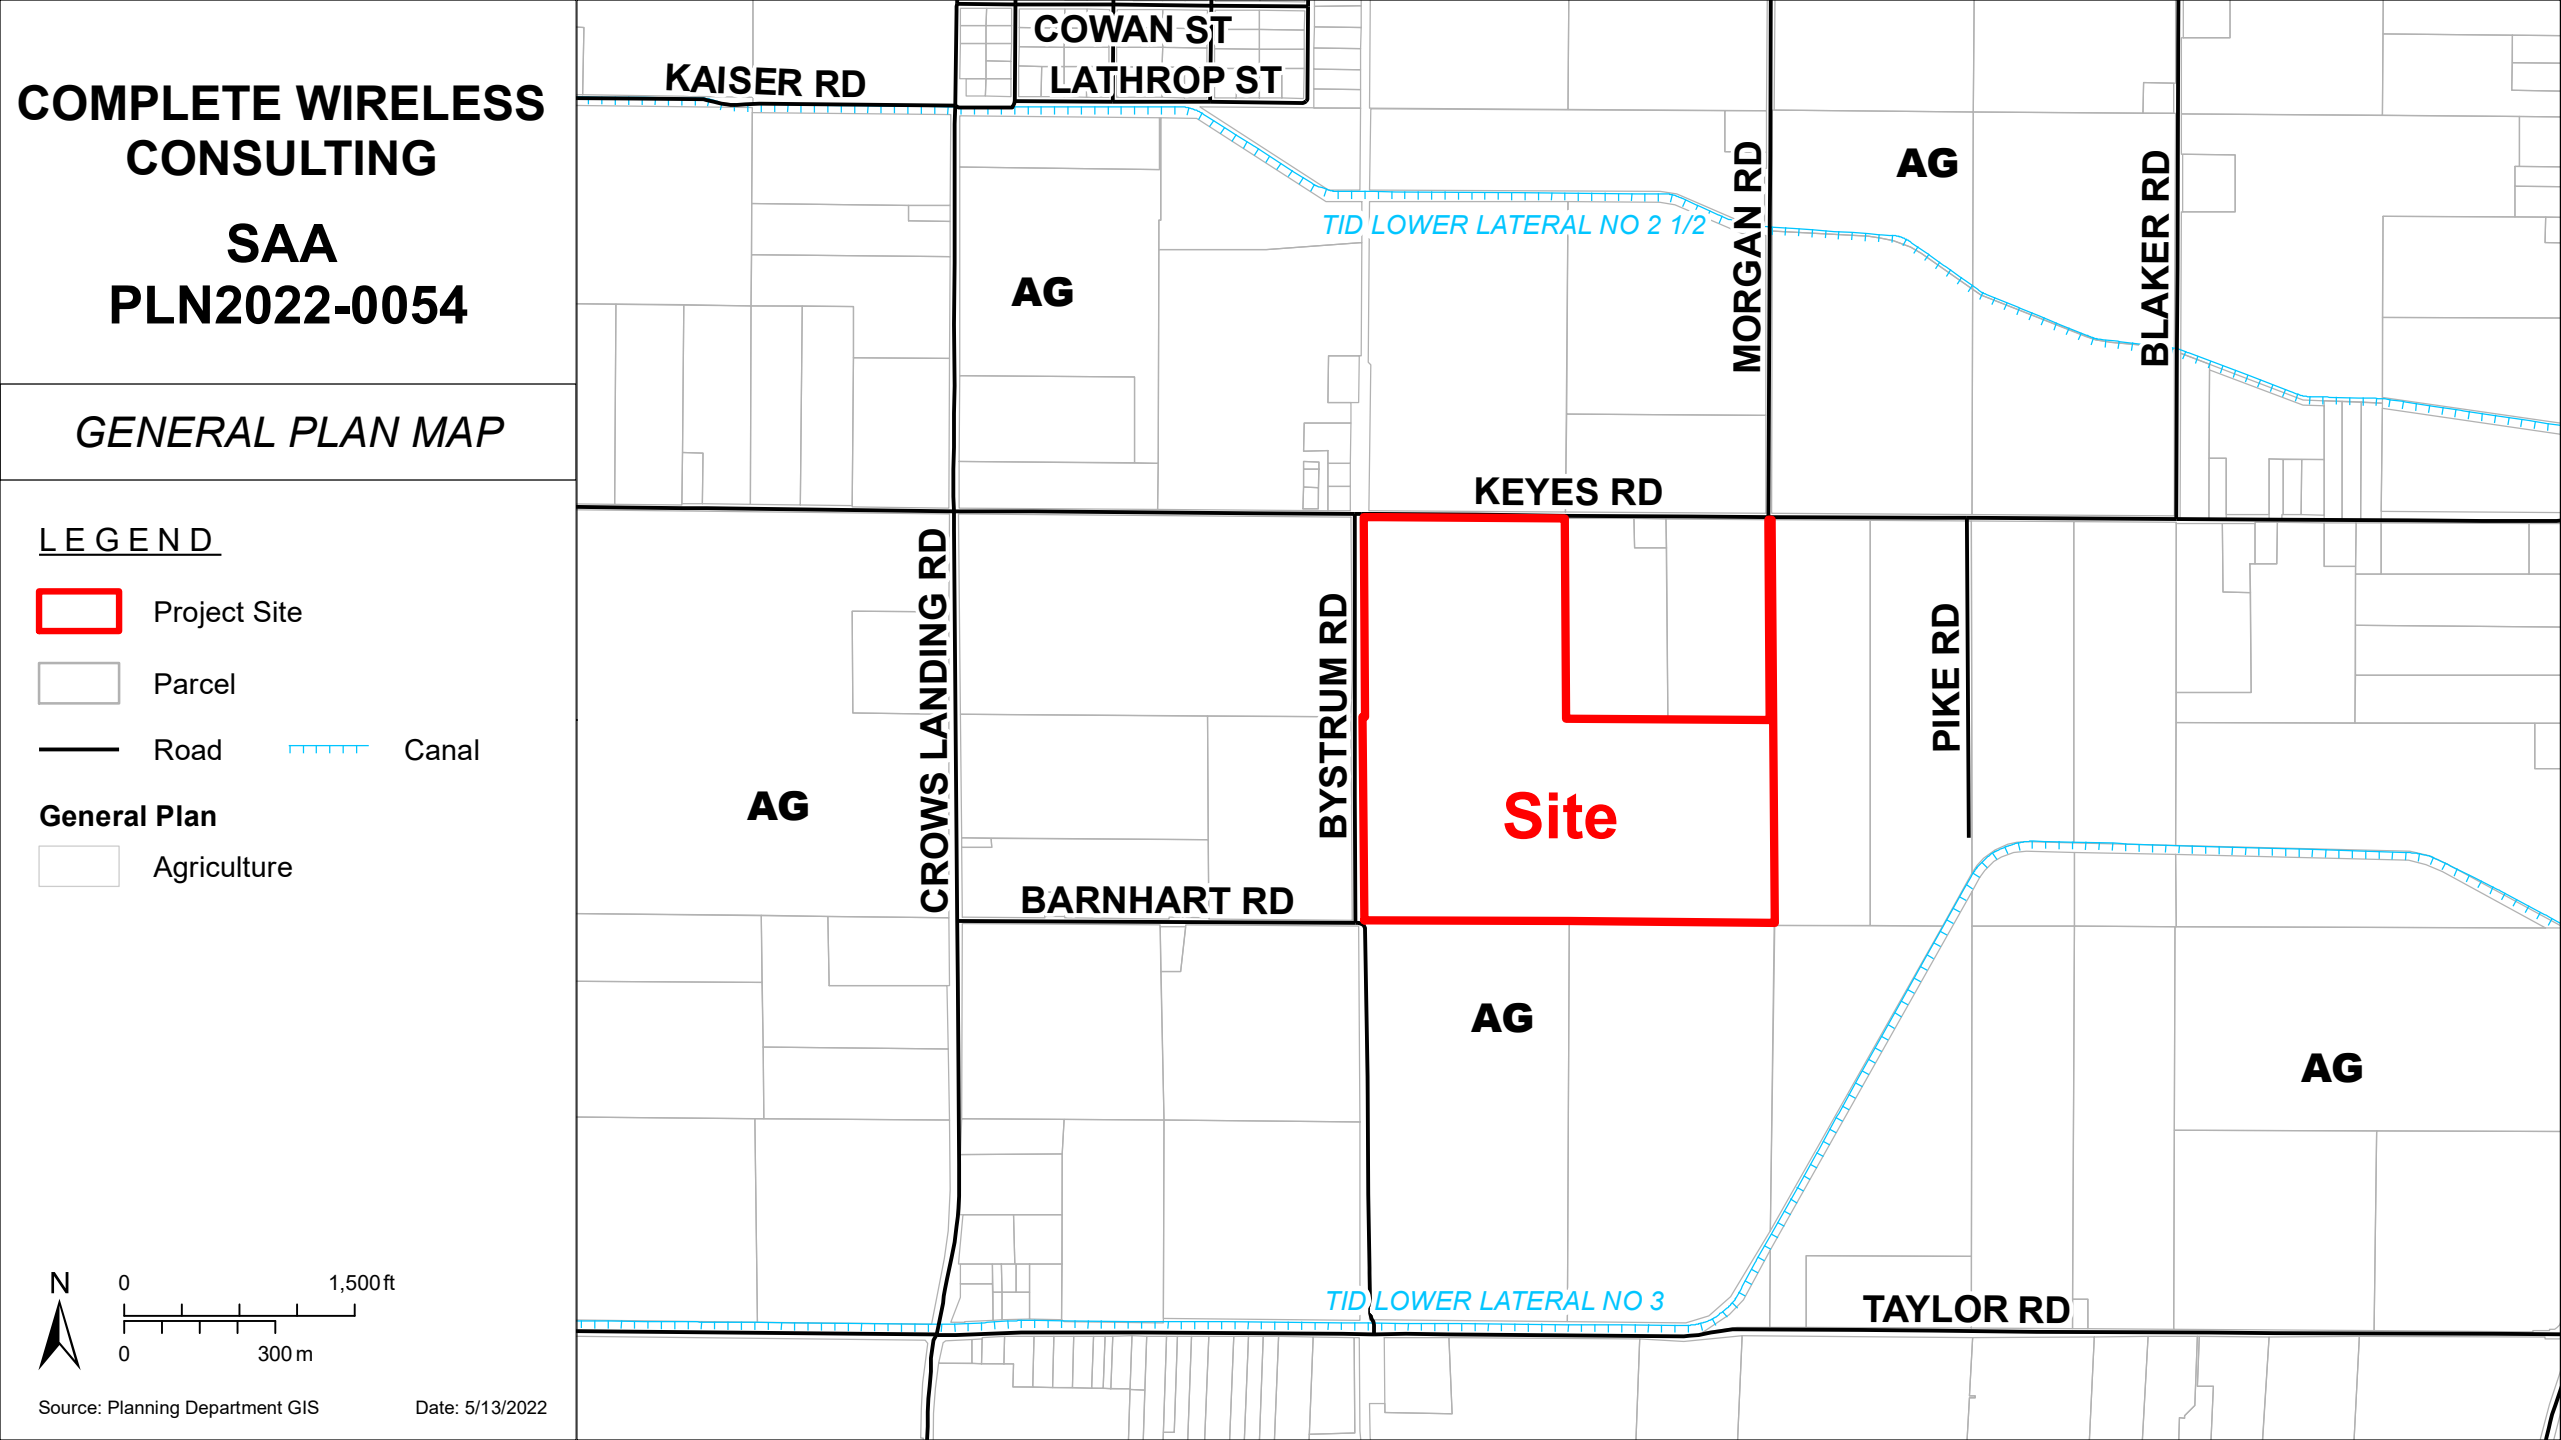 COMPLETE WIRELESS
CONSULTING
SAA
PLN2022-0054
GENERAL PLAN MAP
LEGEND
Project Site
Parcel
Road
Canal
General Plan
Agriculture
N
0
1,500 ft
0
300 m
Source: Planning Department GIS
Date: 5/13/2022
COWAN ST
KAISER RD
LATHROP ST
AG
MORGAN RD
BLAKER RD
TID LOWER LATERAL NO 2 1/2
AG
KEYES RD
CROWS LANDING RD
BYSTRUM RD
PIKE RD
AG
Site
BARNHART RD
AG
AG
TID LOWER LATERAL NO 3
TAYLOR RD